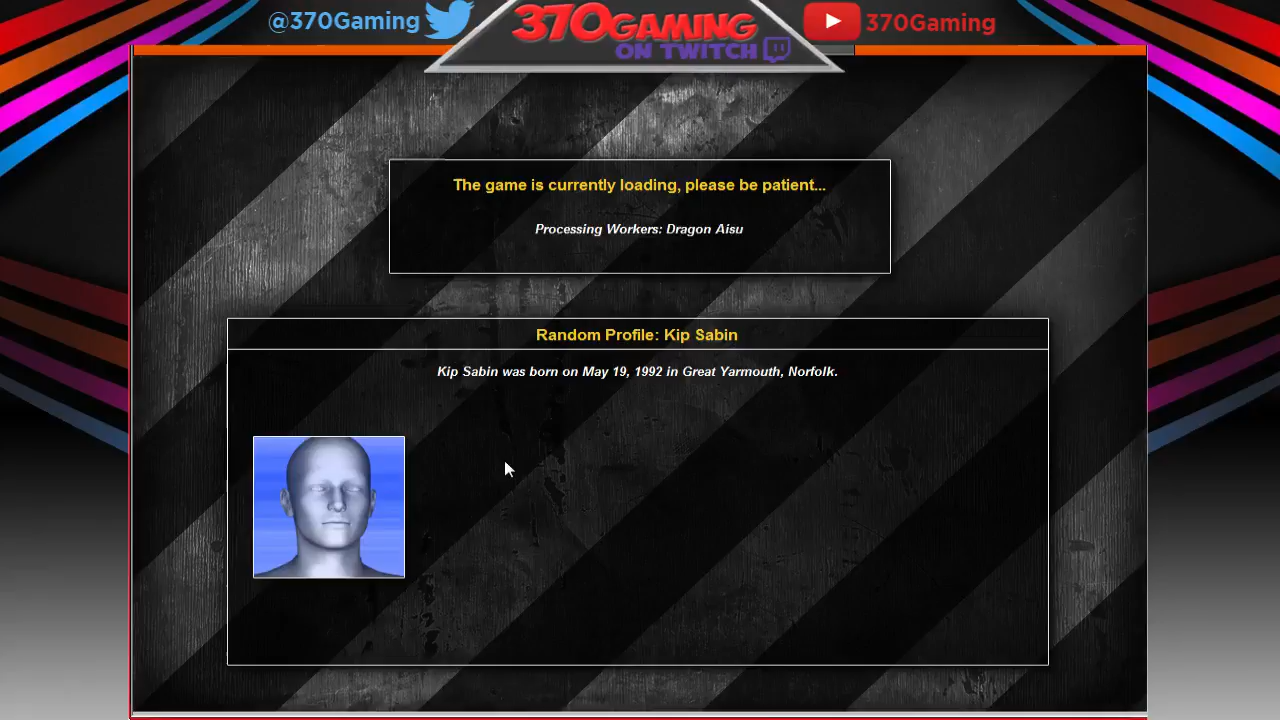 @370Gaming
370GAMING
ON TWITCH
370Gaming
The game is currently loading, please be patient...
Processing Workers: Dragon Aisu
Random Profile: Kip Sabin
Kip Sabin was born on May 19, 1992 in Great Yarmouth, Norfolk.